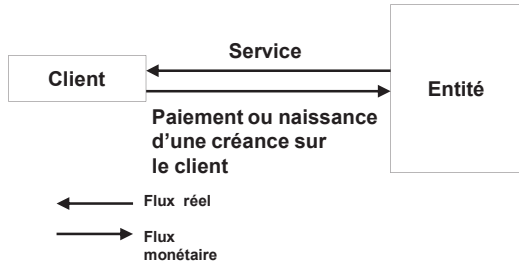 Service
Client
Entité
Paiement ou naissance
d'une créance sur
le client
Flux réel
Flux
monétaire